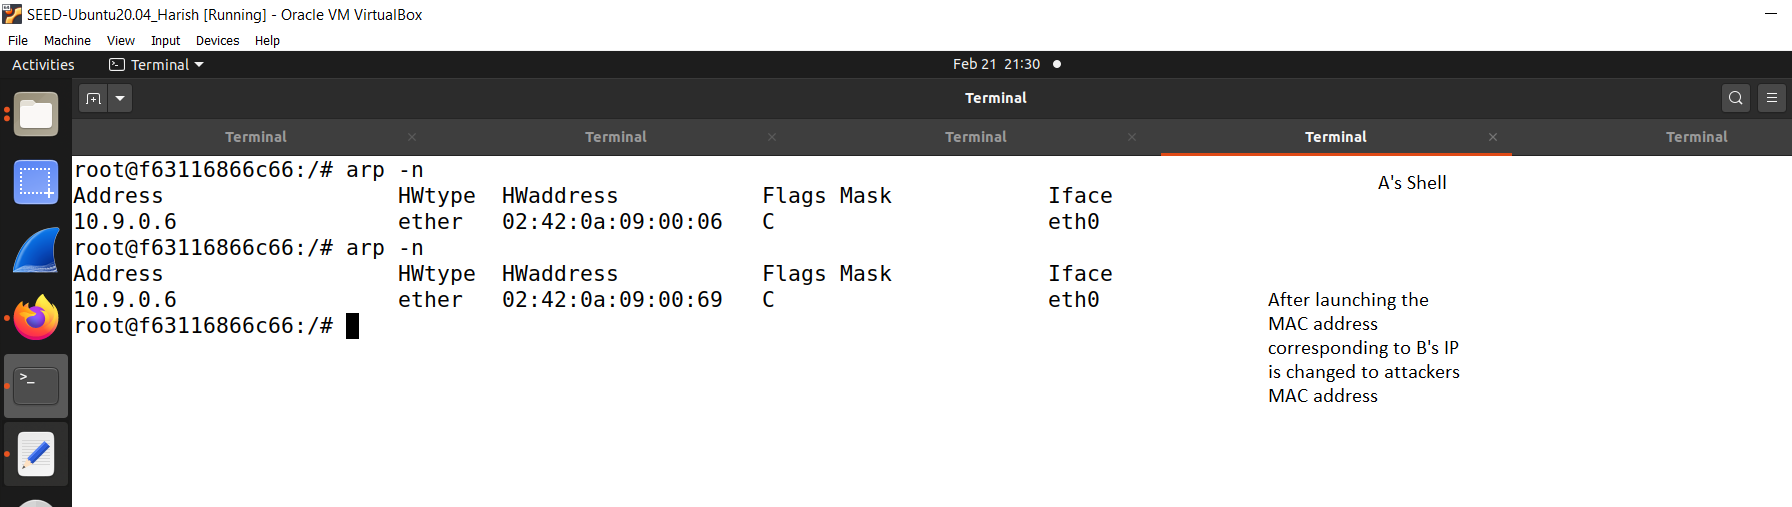 SEED-Ubuntu20.04_Harish [Running] - Oracle VM VirtualBox
File Machine View Input Devices Help
Activities Terminal Feb 21 21:30
Terminal
Terminal Terminal Terminal Terminal Terminal
root@f63116866c66:/# arp -n
Address HWtype HWaddress Flags Mask Iface
10.9.0.6 ether 02:42:0a:09:00:06 C eth0
root@f63116866c66:/# arp -n
Address HWtype HWaddress Flags Mask Iface
10.9.0.6 ether 02:42:0a:09:00:69 C eth0
root@f63116866c66:/#
A's Shell
After launching the
MAC address
corresponding to B's IP
is changed to attackers
MAC address